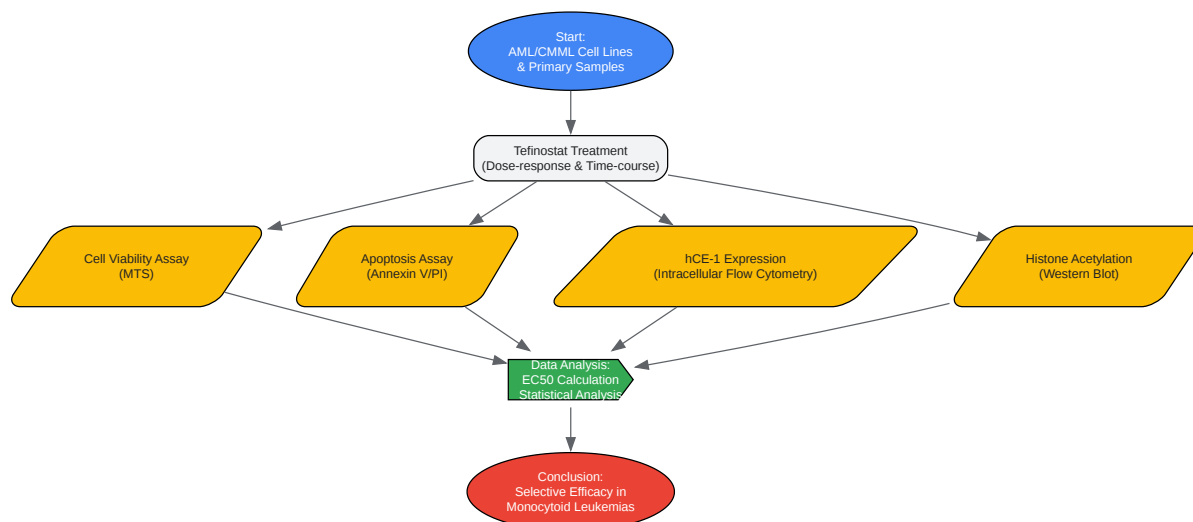 Start:
AML/CMML Cell Lines
& Primary Samples
Tefinostat Treatment
(Dose-response & Time-course)
Cell Viability Assay
(MTS)
Apoptosis Assay
(Annexin V/PI)
hCE-1 Expression
(Intracellular Flow Cytometry)
Histone Acetylation
(Western Blot)
Data Analysis:
EC50 Calculation
Statistical Analysis
Conclusion:
Selective Efficacy in
Monocytoid Leukemias